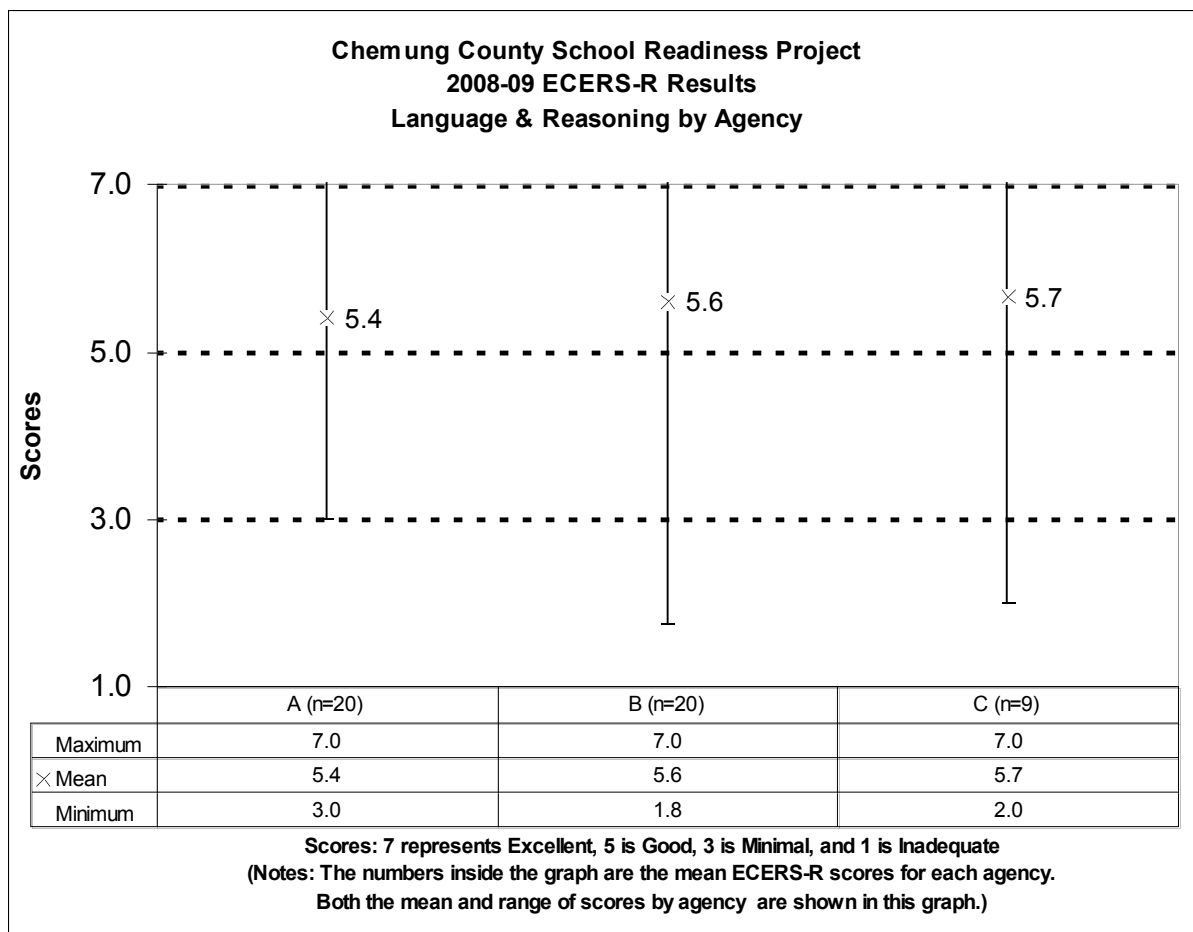 Chemung County School Readiness Project
2008-09 ECERS-R Results
Language & Reasoning by Agency
7.0
5.4
5.6
5.7
5.0
Scores
3.0
1.0
A (n=20) B (n=20) C (n=9)
Maximum 7.0 7.0 7.0
Mean 5.4 5.6 5.7
Minimum 3.0 1.8 2.0
Scores: 7 represents Excellent, 5 is Good, 3 is Minimal, and 1 is Inadequate
(Notes: The numbers inside the graph are the mean ECERS-R scores for each agency.
Both the mean and range of scores by agency are shown in this graph.)